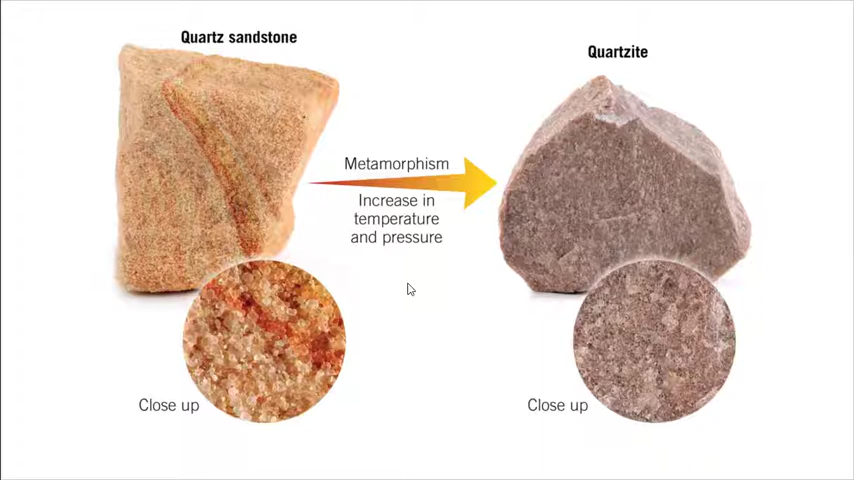 Quartz sandstone
Quartzite
Metamorphism
Increase in
temperature
and pressure
Close up
Close up